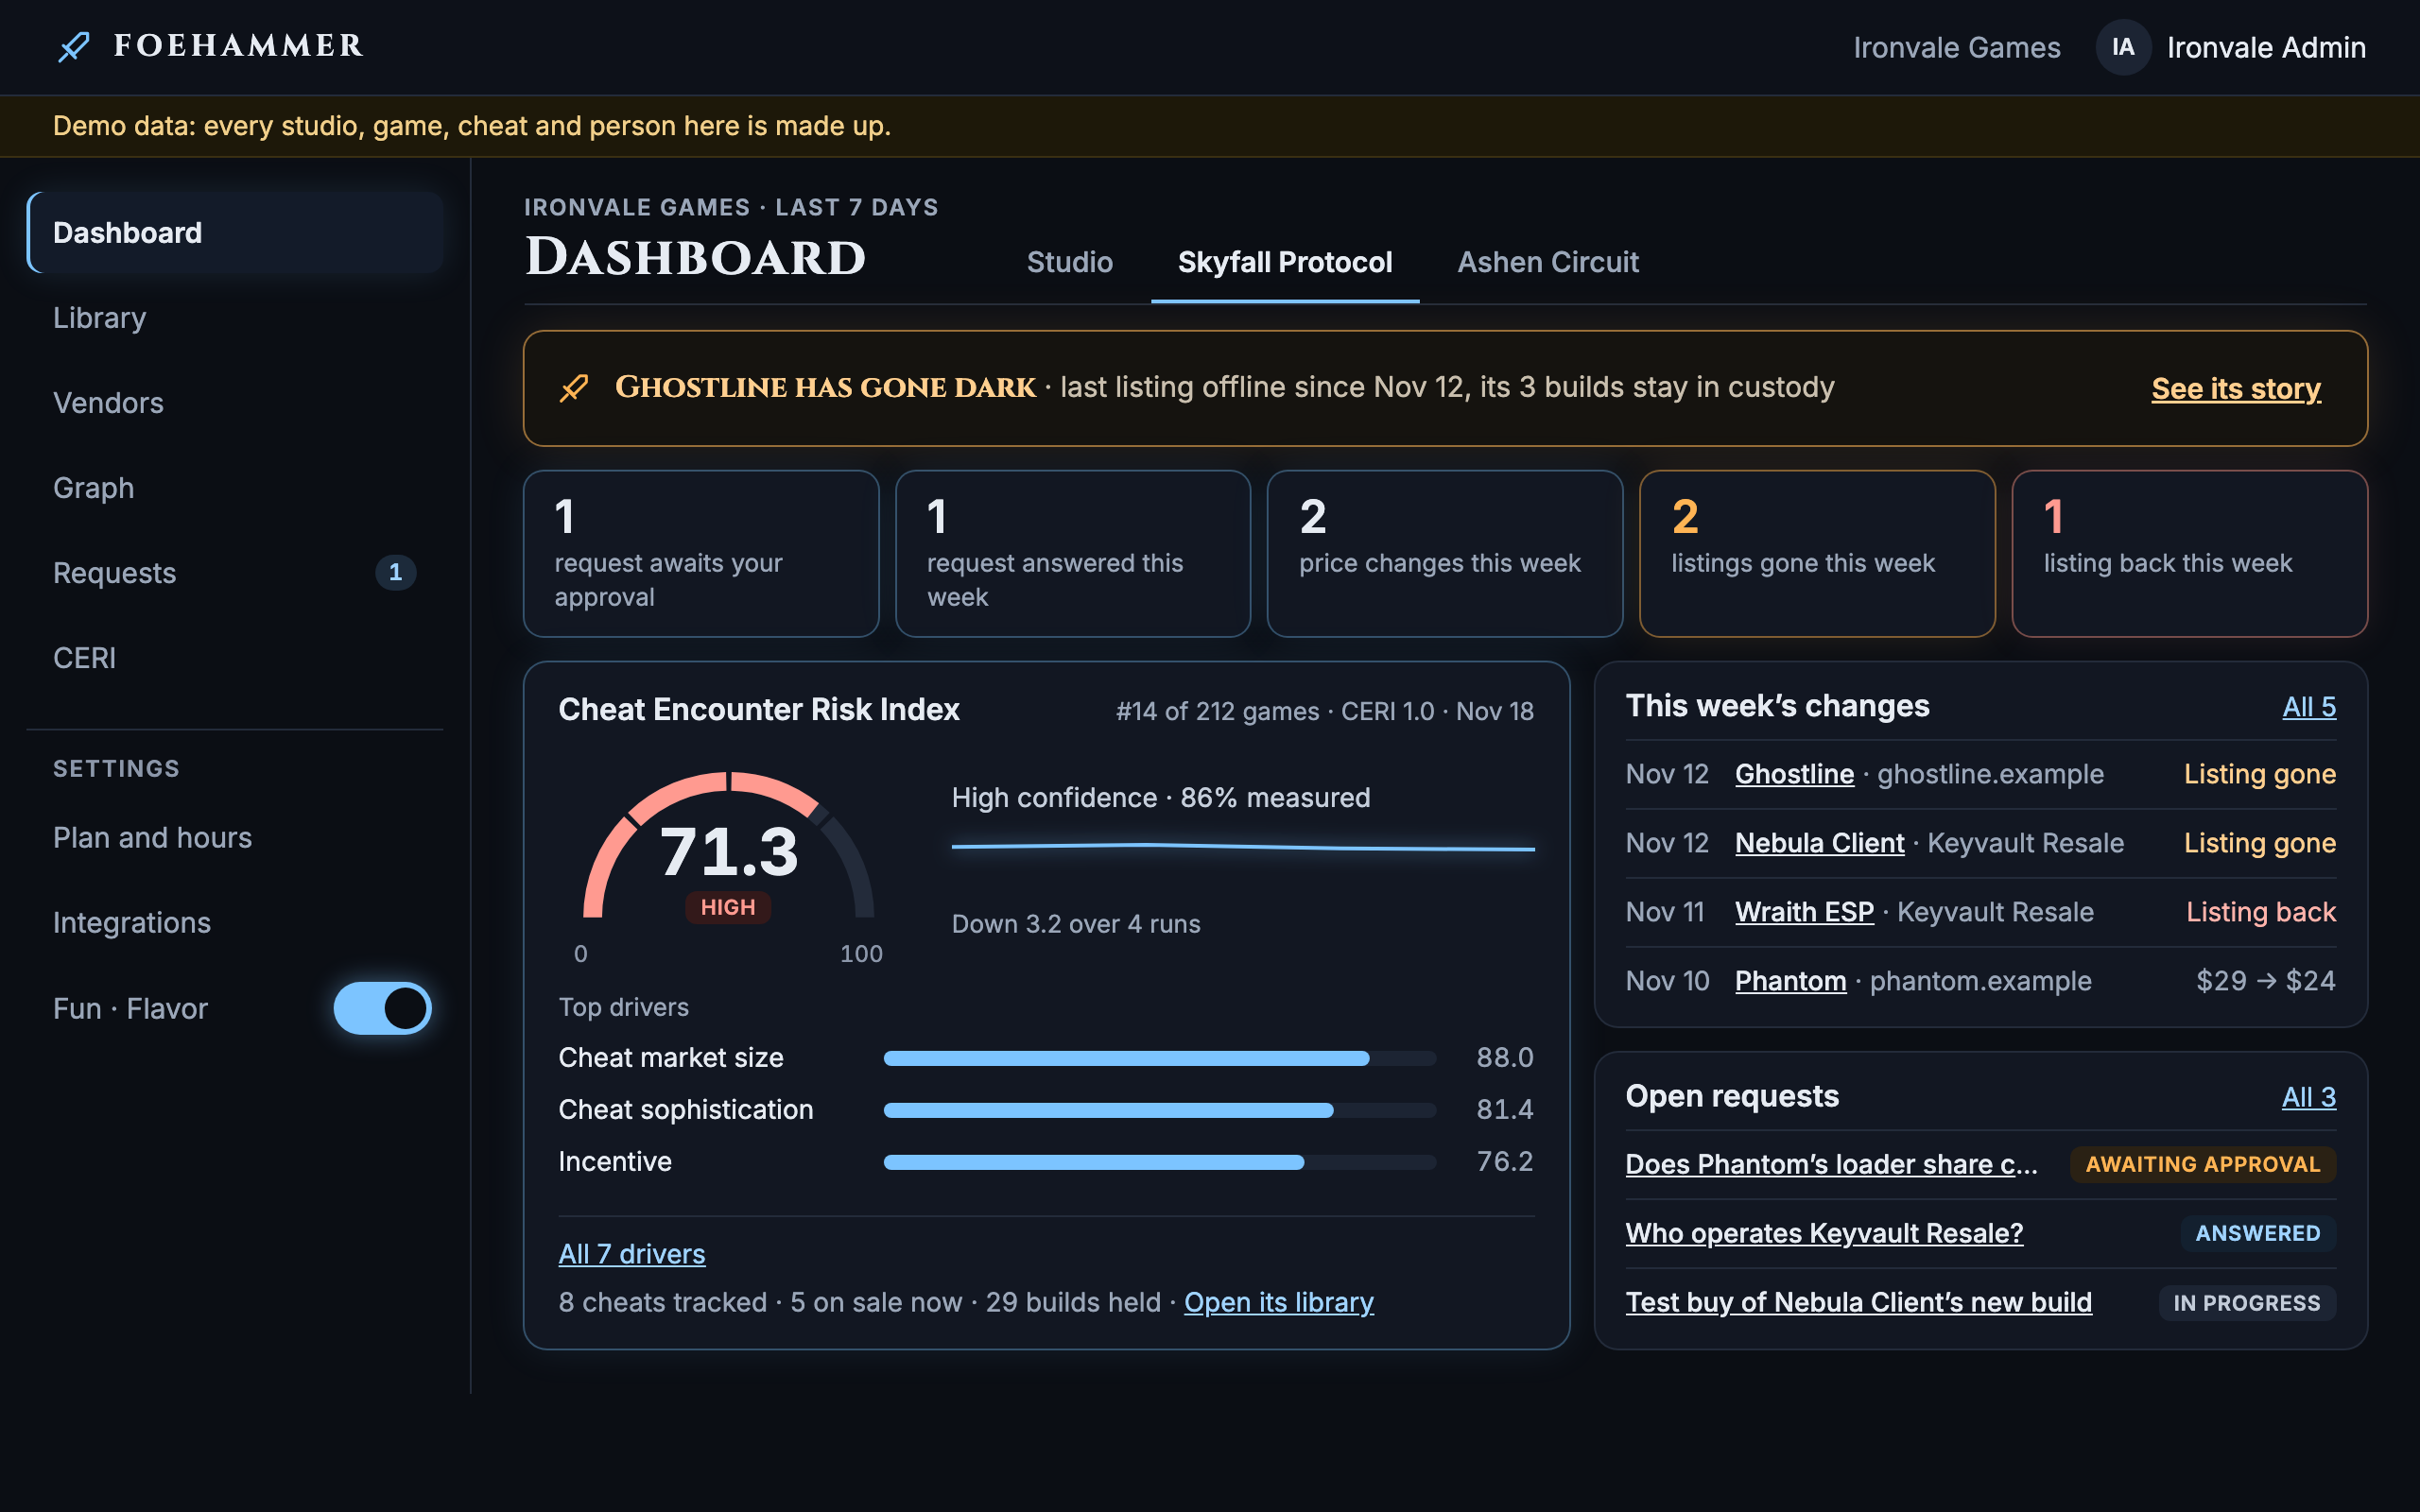 FOEHAMMER
Ironvale Games IA Ironvale Admin
Demo data: every studio, game, cheat and person here is made up.
Dashboard
Library
Vendors
Graph
Requests 1
CERI
SETTINGS
Plan and hours
Integrations
Fun · Flavor
IRONVALE GAMES · LAST 7 DAYS
DASHBOARD
Studio Skyfall Protocol Ashen Circuit
GHOSTLINE HAS GONE DARK · last listing offline since Nov 12, its 3 builds stay in custody See its story
1
request awaits your
approval
1
request answered this
week
2
price changes this week
2
listings gone this week
1
listing back this week
Cheat Encounter Risk Index #14 of 212 games · CERI 1.0 · Nov 18
71.3
HIGH
0 100
High confidence · 86% measured
Down 3.2 over 4 runs
Top drivers
Cheat market size 88.0
Cheat sophistication 81.4
Incentive 76.2
All 7 drivers
8 cheats tracked · 5 on sale now · 29 builds held · Open its library
This week’s changes All 5
Nov 12 Ghostline · ghostline.example Listing gone
Nov 12 Nebula Client · Keyvault Resale Listing gone
Nov 11 Wraith ESP · Keyvault Resale Listing back
Nov 10 Phantom · phantom.example $29 → $24
Open requests All 3
Does Phantom’s loader share c... AWAITING APPROVAL
Who operates Keyvault Resale? ANSWERED
Test buy of Nebula Client’s new build IN PROGRESS